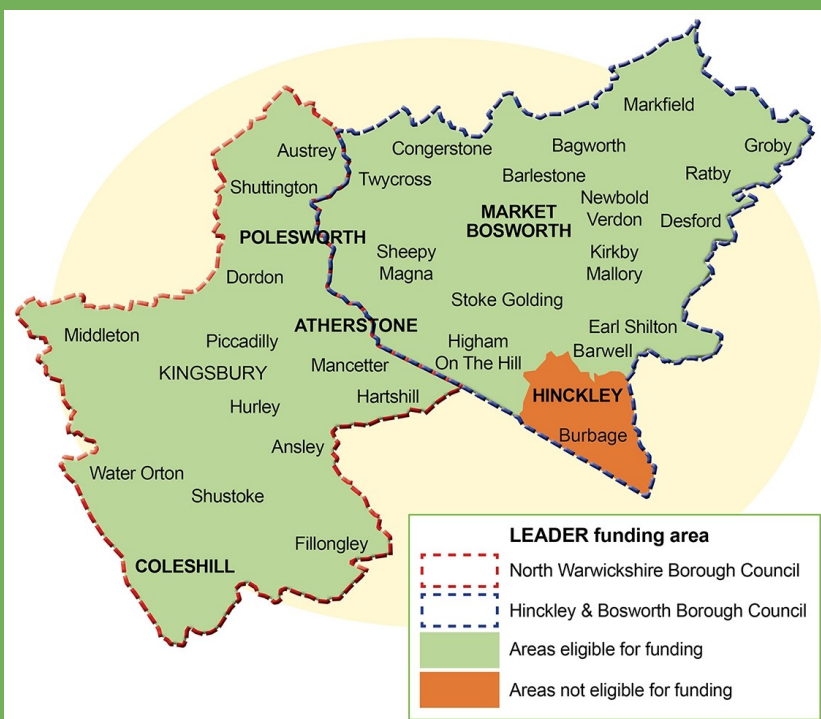 Markfield
Austrey
Congerstone
Bagworth
Groby
Shuttington
Twycross
Barlestone
Ratby
Newbold
Verdon
MARKET
BOSWORTH
Desford
POLESWORTH
Sheepy
Magna
Kirkby
Mallory
Dordon
Stoke Golding
Middleton
Piccadilly
ATHERSTONE
Earl Shilton
Higham
On The Hill
Barwell
KINGSBURY
Mancetter
Hurley
Hartshill
HINCKLEY
Ansley
Burbage
Water Orton
Shustoke
Fillongley
COLESHILL
LEADER funding area
North Warwickshire Borough Council
Hinckley & Bosworth Borough Council
Areas eligible for funding
Areas not eligible for funding